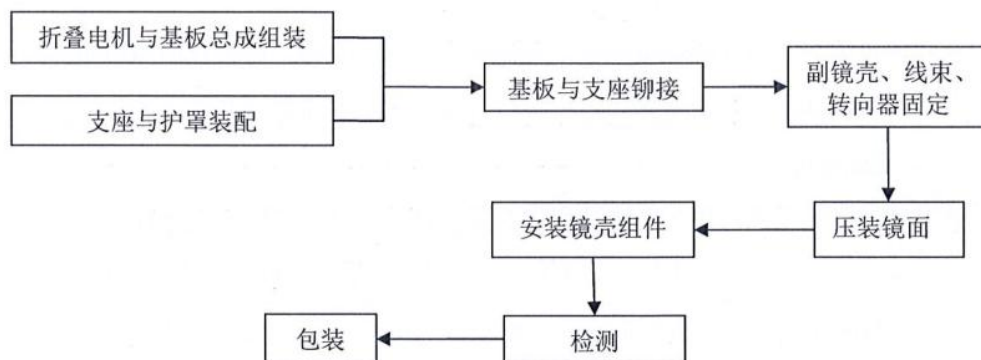 折叠电机与基板总成组装
支座与护罩装配
基板与支座铆接
副镜壳、线束、
转向器固定
安装镜壳组件
压装镜面
包装
检测